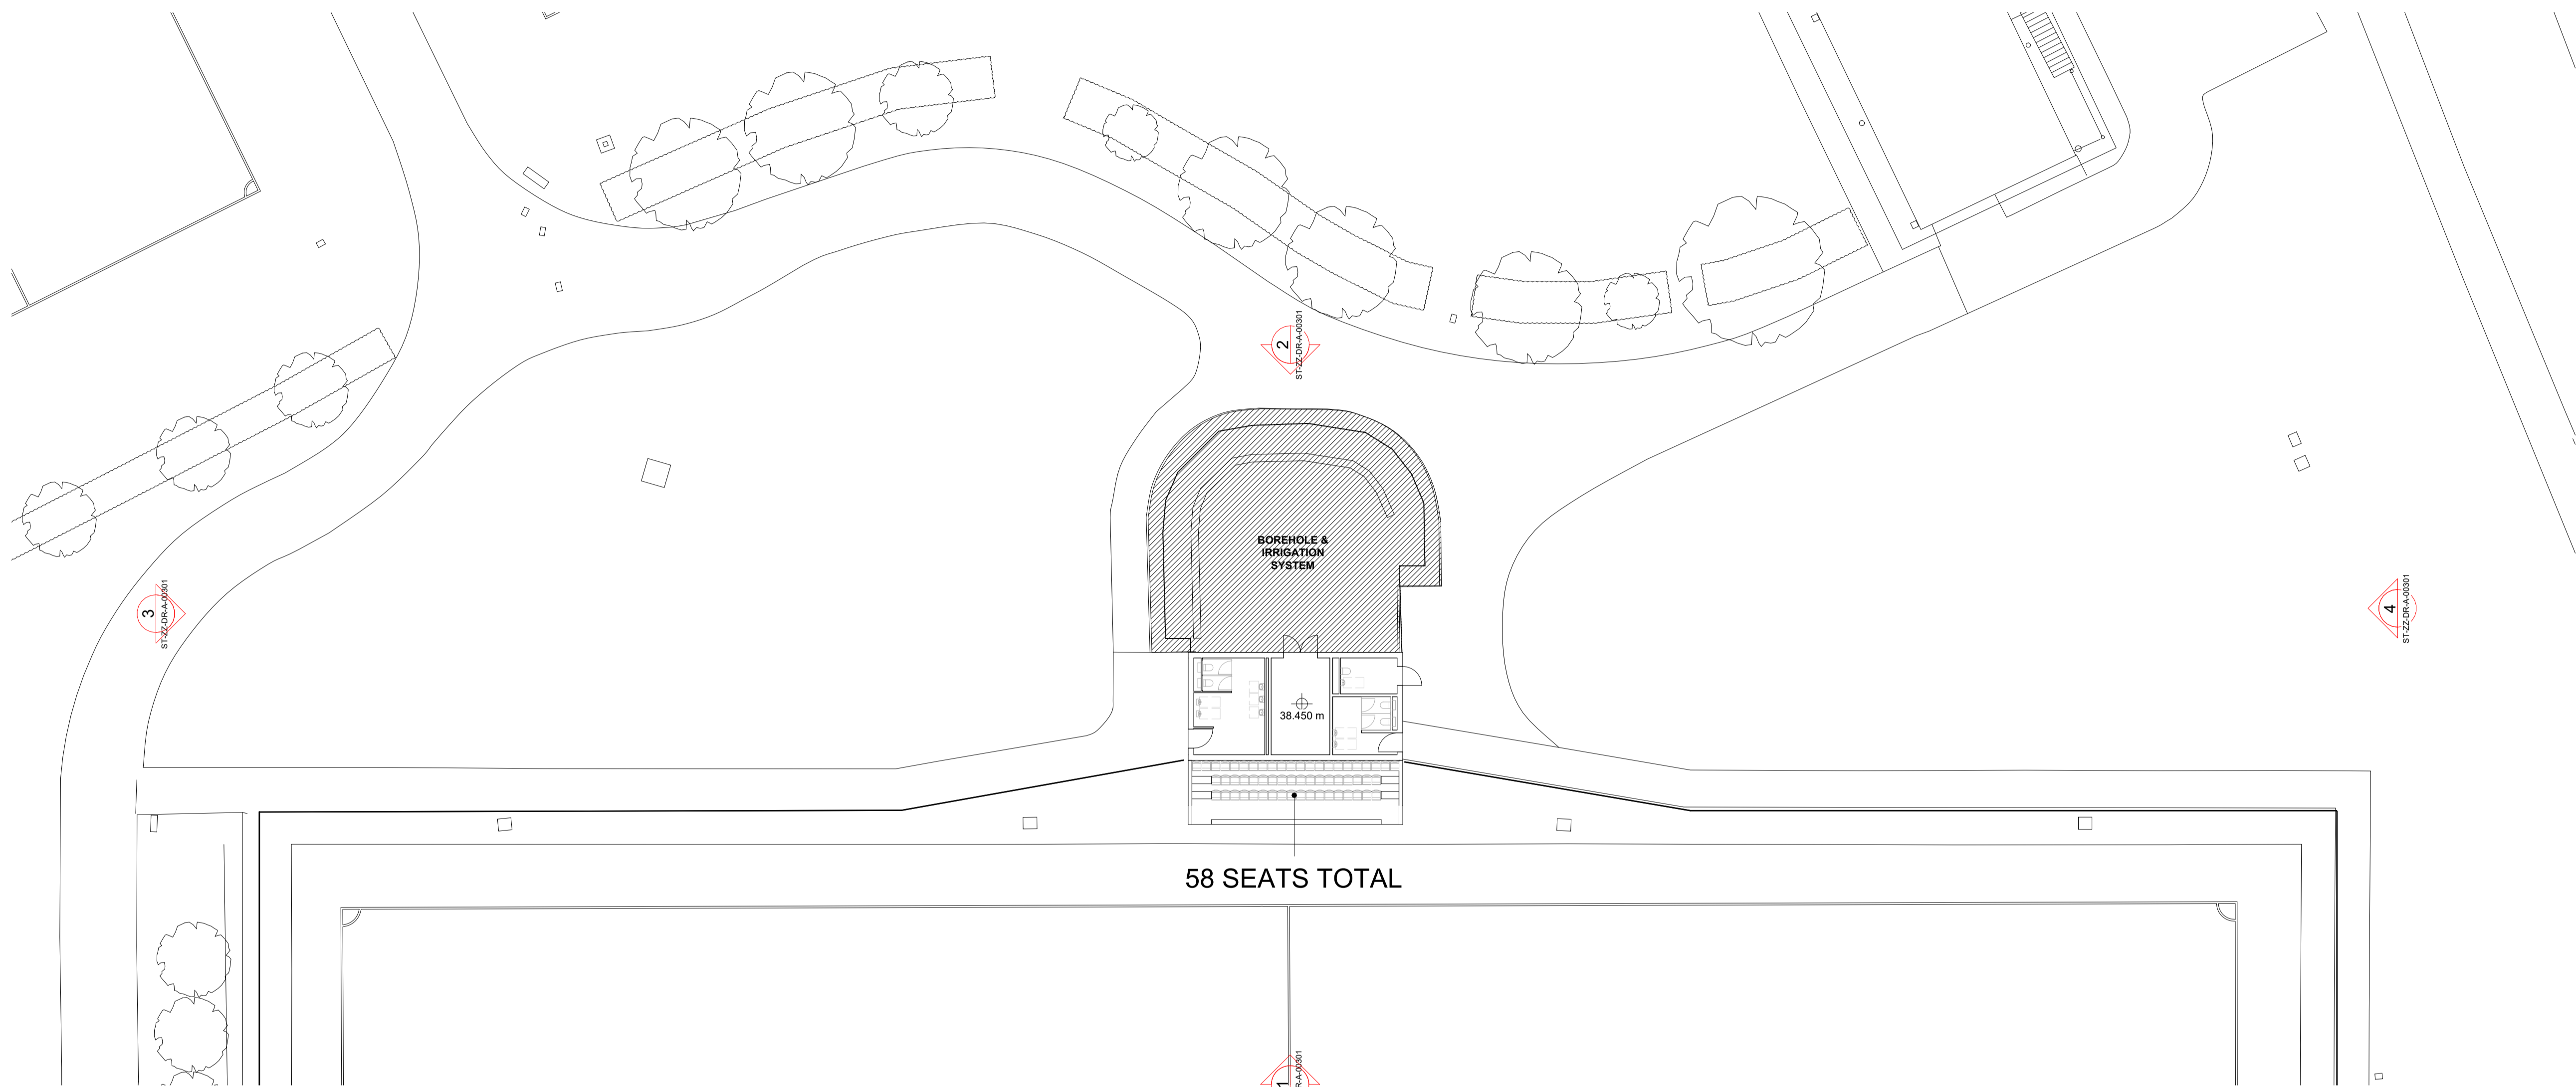 2
ST-ZZ-DR-A-00301
BOREHOLE &
IRRIGATION
SYSTEM
3
ST-ZZ-DR-A-00301
4
ST-ZZ-DR-A-00301
38.450 m
58 SEATS TOTAL
1
R-A-00301